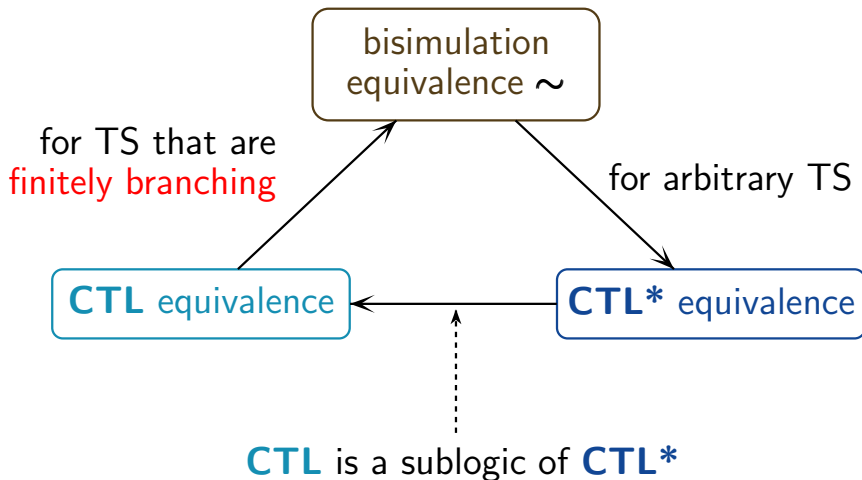 bisimulation
equivalence ∼
for TS that are
finitely branching
for arbitrary TS
CTL equivalence
CTL* equivalence
CTL is a sublogic of CTL*